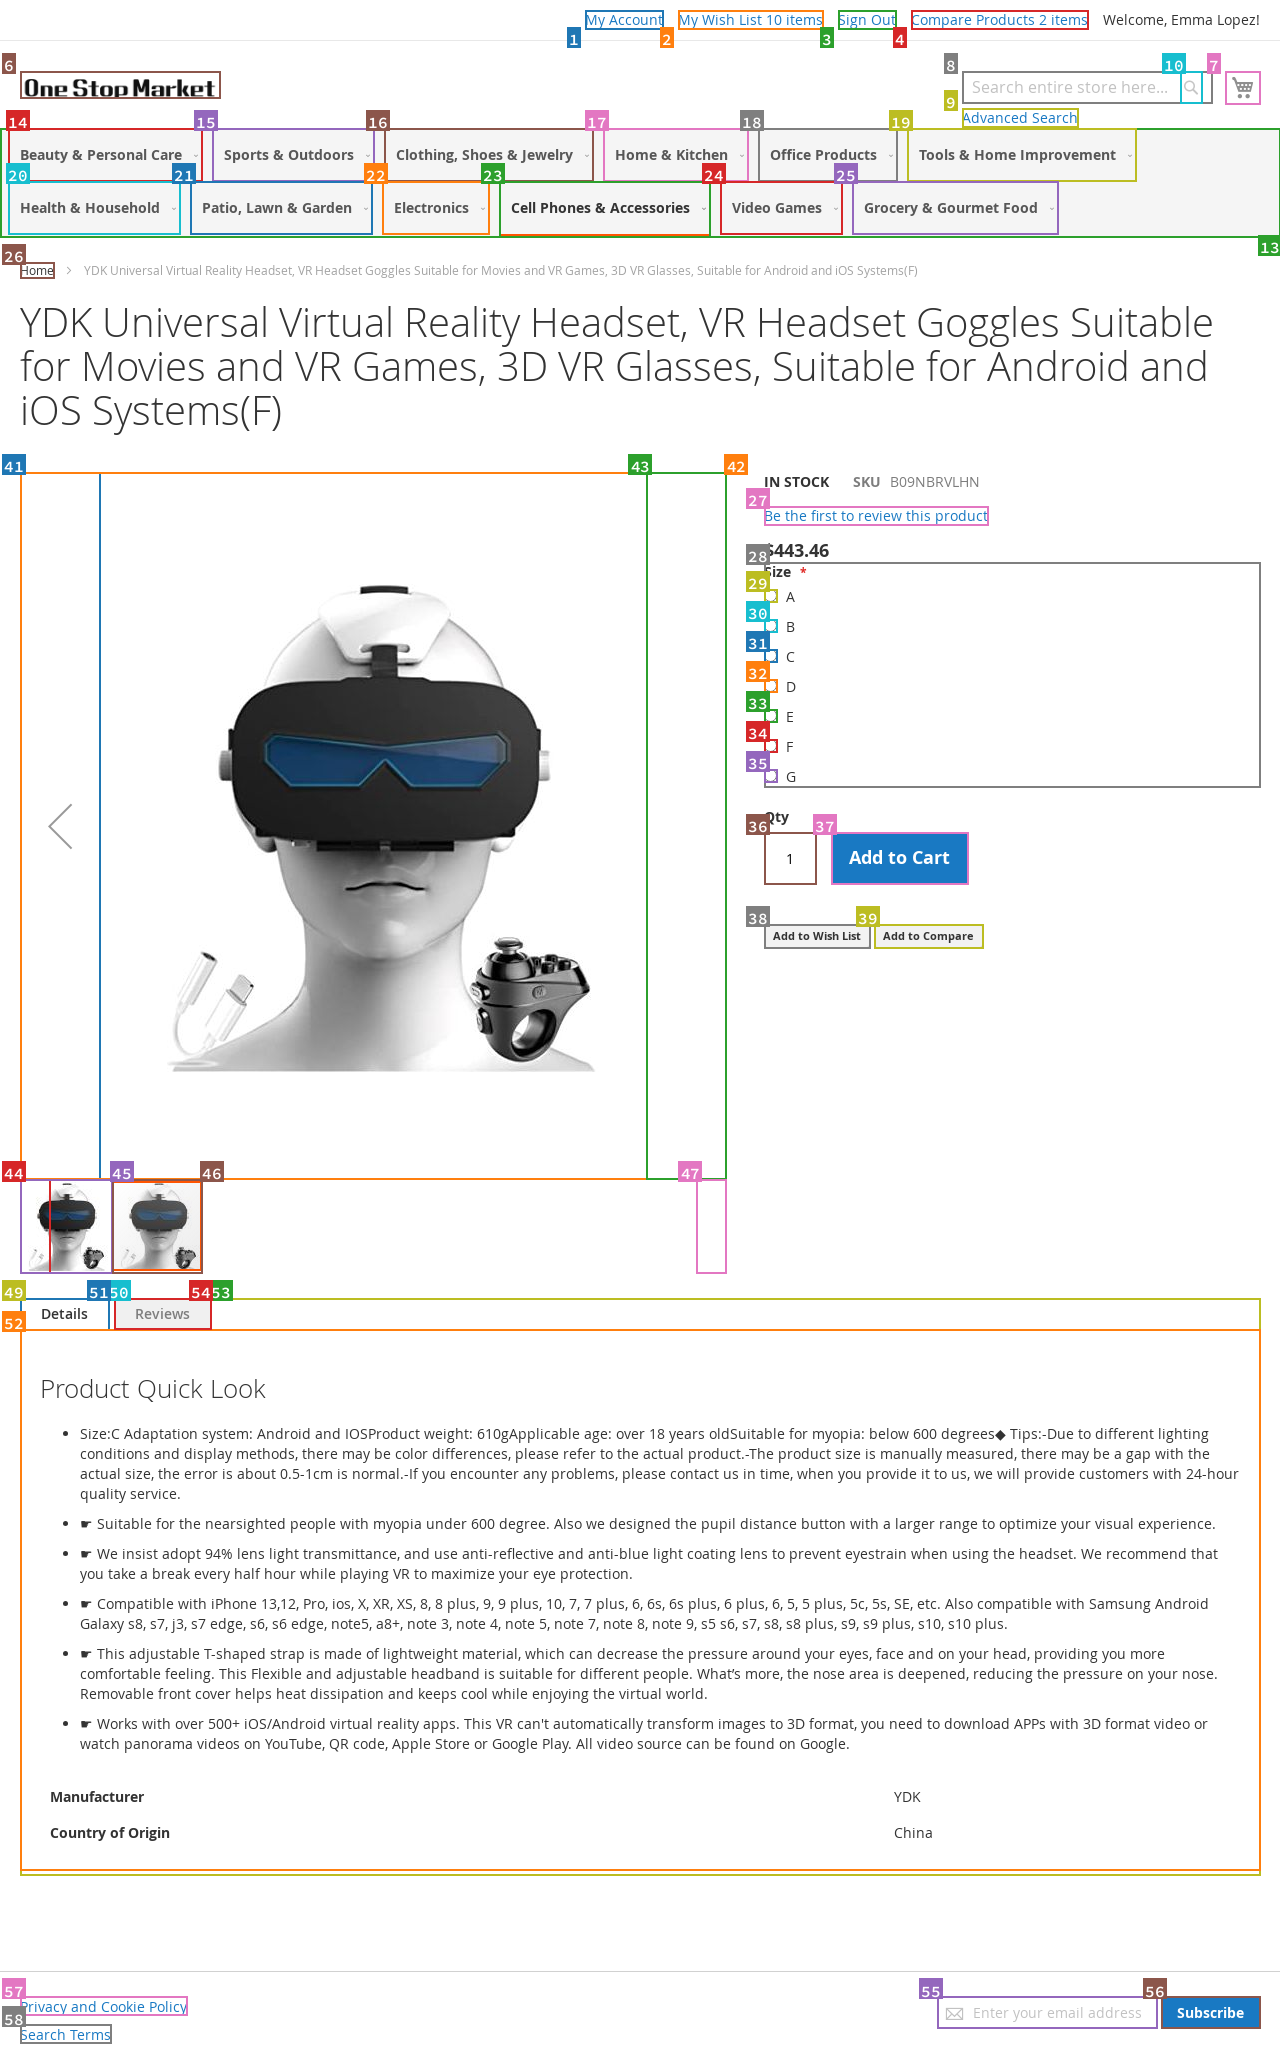 My Account My Wish List 10 items Sign Out Compare Products 2 items Welcome, Emma Lopez!
1 2 3 4
6 8 10 7
One Stop Market Search entire store here...
9
Advanced Search
14 15 16 17 18 19
Beauty & Personal Care Sports & Outdoors Clothing, Shoes & Jewelry Home & Kitchen Office Products Tools & Home Improvement
20 21 22 23 24 25
Health & Household Patio, Lawn & Garden Electronics Cell Phones & Accessories Video Games Grocery & Gourmet Food
26 13
Home YDK Universal Virtual Reality Headset, VR Headset Goggles Suitable for Movies and VR Games, 3D VR Glasses, Suitable for Android and iOS Systems(F)
YDK Universal Virtual Reality Headset, VR Headset Goggles Suitable
for Movies and VR Games, 3D VR Glasses, Suitable for Android and
iOS Systems(F)
41 43 42
IN STOCK SKU B09NBRVLHN
27
Be the first to review this product
$443.46
28
Size *
29
A
30
B
31
C
32
D
33
E
34
F
35
G
Qty
36 37
1 Add to Cart
38 39
Add to Wish List Add to Compare
44 45 46 47
49 51 50 54 53
Details Reviews
52
Product Quick Look
• Size:C Adaptation system: Android and IOSProduct weight: 610gApplicable age: over 18 years oldSuitable for myopia: below 600 degrees◆ Tips:-Due to different lighting
conditions and display methods, there may be color differences, please refer to the actual product.-The product size is manually measured, there may be a gap with the
actual size, the error is about 0.5-1cm is normal.-If you encounter any problems, please contact us in time, when you provide it to us, we will provide customers with 24-hour
quality service.
• ☛ Suitable for the nearsighted people with myopia under 600 degree. Also we designed the pupil distance button with a larger range to optimize your visual experience.
• ☛ We insist adopt 94% lens light transmittance, and use anti-reflective and anti-blue light coating lens to prevent eyestrain when using the headset. We recommend that
you take a break every half hour while playing VR to maximize your eye protection.
• ☛ Compatible with iPhone 13,12, Pro, ios, X, XR, XS, 8, 8 plus, 9, 9 plus, 10, 7, 7 plus, 6, 6s, 6s plus, 6 plus, 6, 5, 5 plus, 5c, 5s, SE, etc. Also compatible with Samsung Android
Galaxy s8, s7, j3, s7 edge, s6, s6 edge, note5, a8+, note 3, note 4, note 5, note 7, note 8, note 9, s5 s6, s7, s8, s8 plus, s9, s9 plus, s10, s10 plus.
• ☛ This adjustable T-shaped strap is made of lightweight material, which can decrease the pressure around your eyes, face and on your head, providing you more
comfortable feeling. This Flexible and adjustable headband is suitable for different people. What's more, the nose area is deepened, reducing the pressure on your nose.
Removable front cover helps heat dissipation and keeps cool while enjoying the virtual world.
• ☛ Works with over 500+ iOS/Android virtual reality apps. This VR can't automatically transform images to 3D format, you need to download APPs with 3D format video or
watch panorama videos on YouTube, QR code, Apple Store or Google Play. All video source can be found on Google.
Manufacturer YDK
Country of Origin China
57 55 56
Privacy and Cookie Policy Enter your email address Subscribe
58
Search Terms